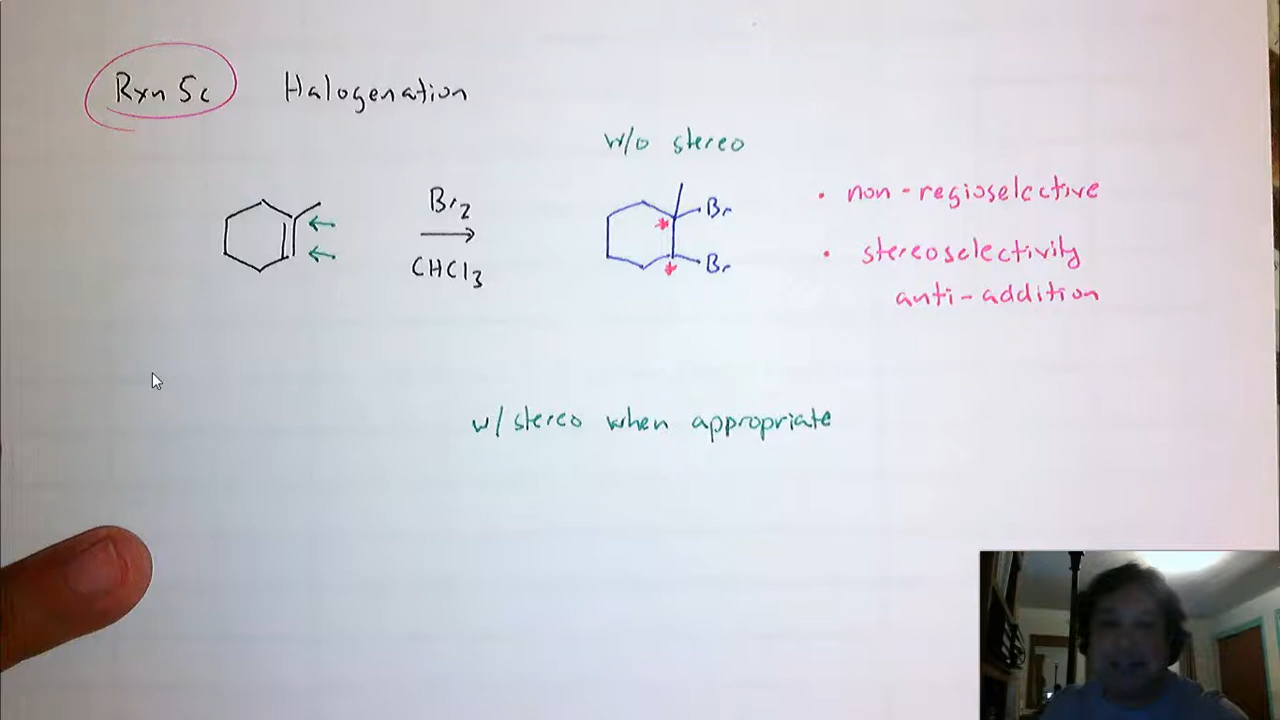 Rxn 5c Halogenation
w/o stereo
Br2
CHCl3
Br
Br
• non-regioselective
• stereoselectivity
anti-addition
w/ stereo when appropriate